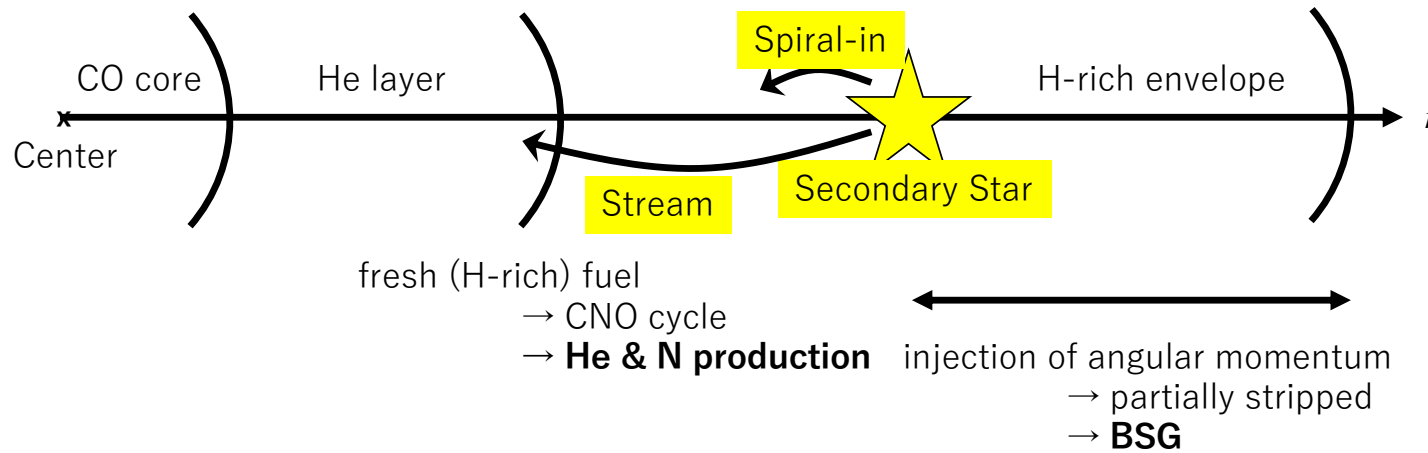 Spiral-in
CO core
He layer
H-rich envelope
x
Center
Stream
Secondary Star
fresh (H-rich) fuel
→ CNO cycle
→ He & N production
injection of angular momentum
→ partially stripped
→ BSG